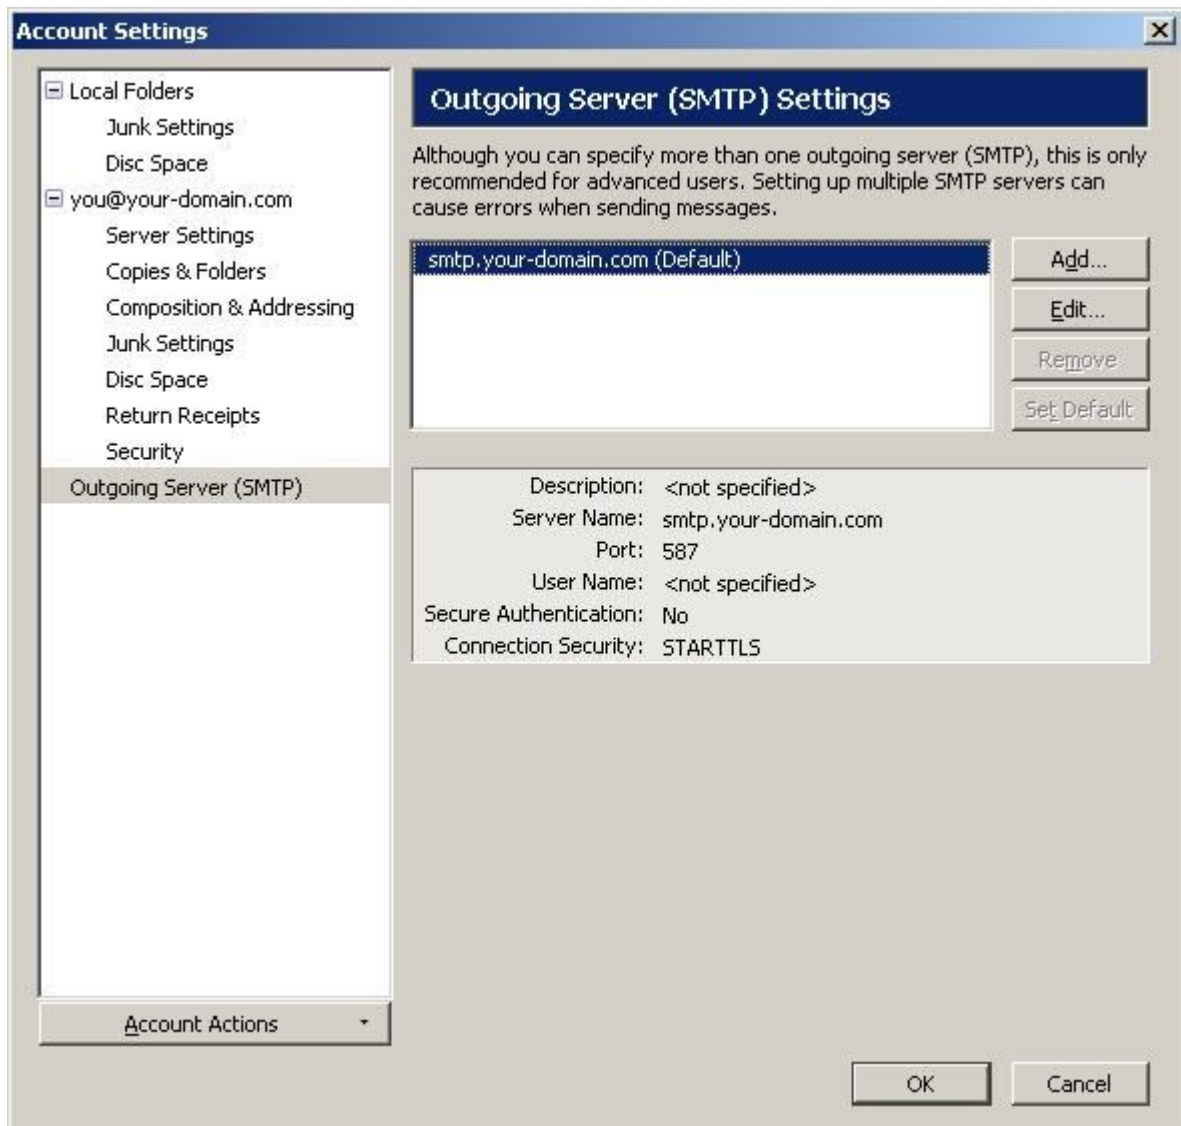 Account Settings
Local Folders
Junk Settings
Disc Space
you@your-domain.com
Server Settings
Copies & Folders
Composition & Addressing
Junk Settings
Disc Space
Return Receipts
Security
Outgoing Server (SMTP)
Account Actions
Outgoing Server (SMTP) Settings
Although you can specify more than one outgoing server (SMTP), this is only
recommended for advanced users. Setting up multiple SMTP servers can
cause errors when sending messages.
smtp.your-domain.com (Default)
Add...
Edit...
Remove
Set Default
Description: <not specified>
Server Name: smtp.your-domain.com
Port: 587
User Name: <not specified>
Secure Authentication: No
Connection Security: STARTTLS
OK
Cancel